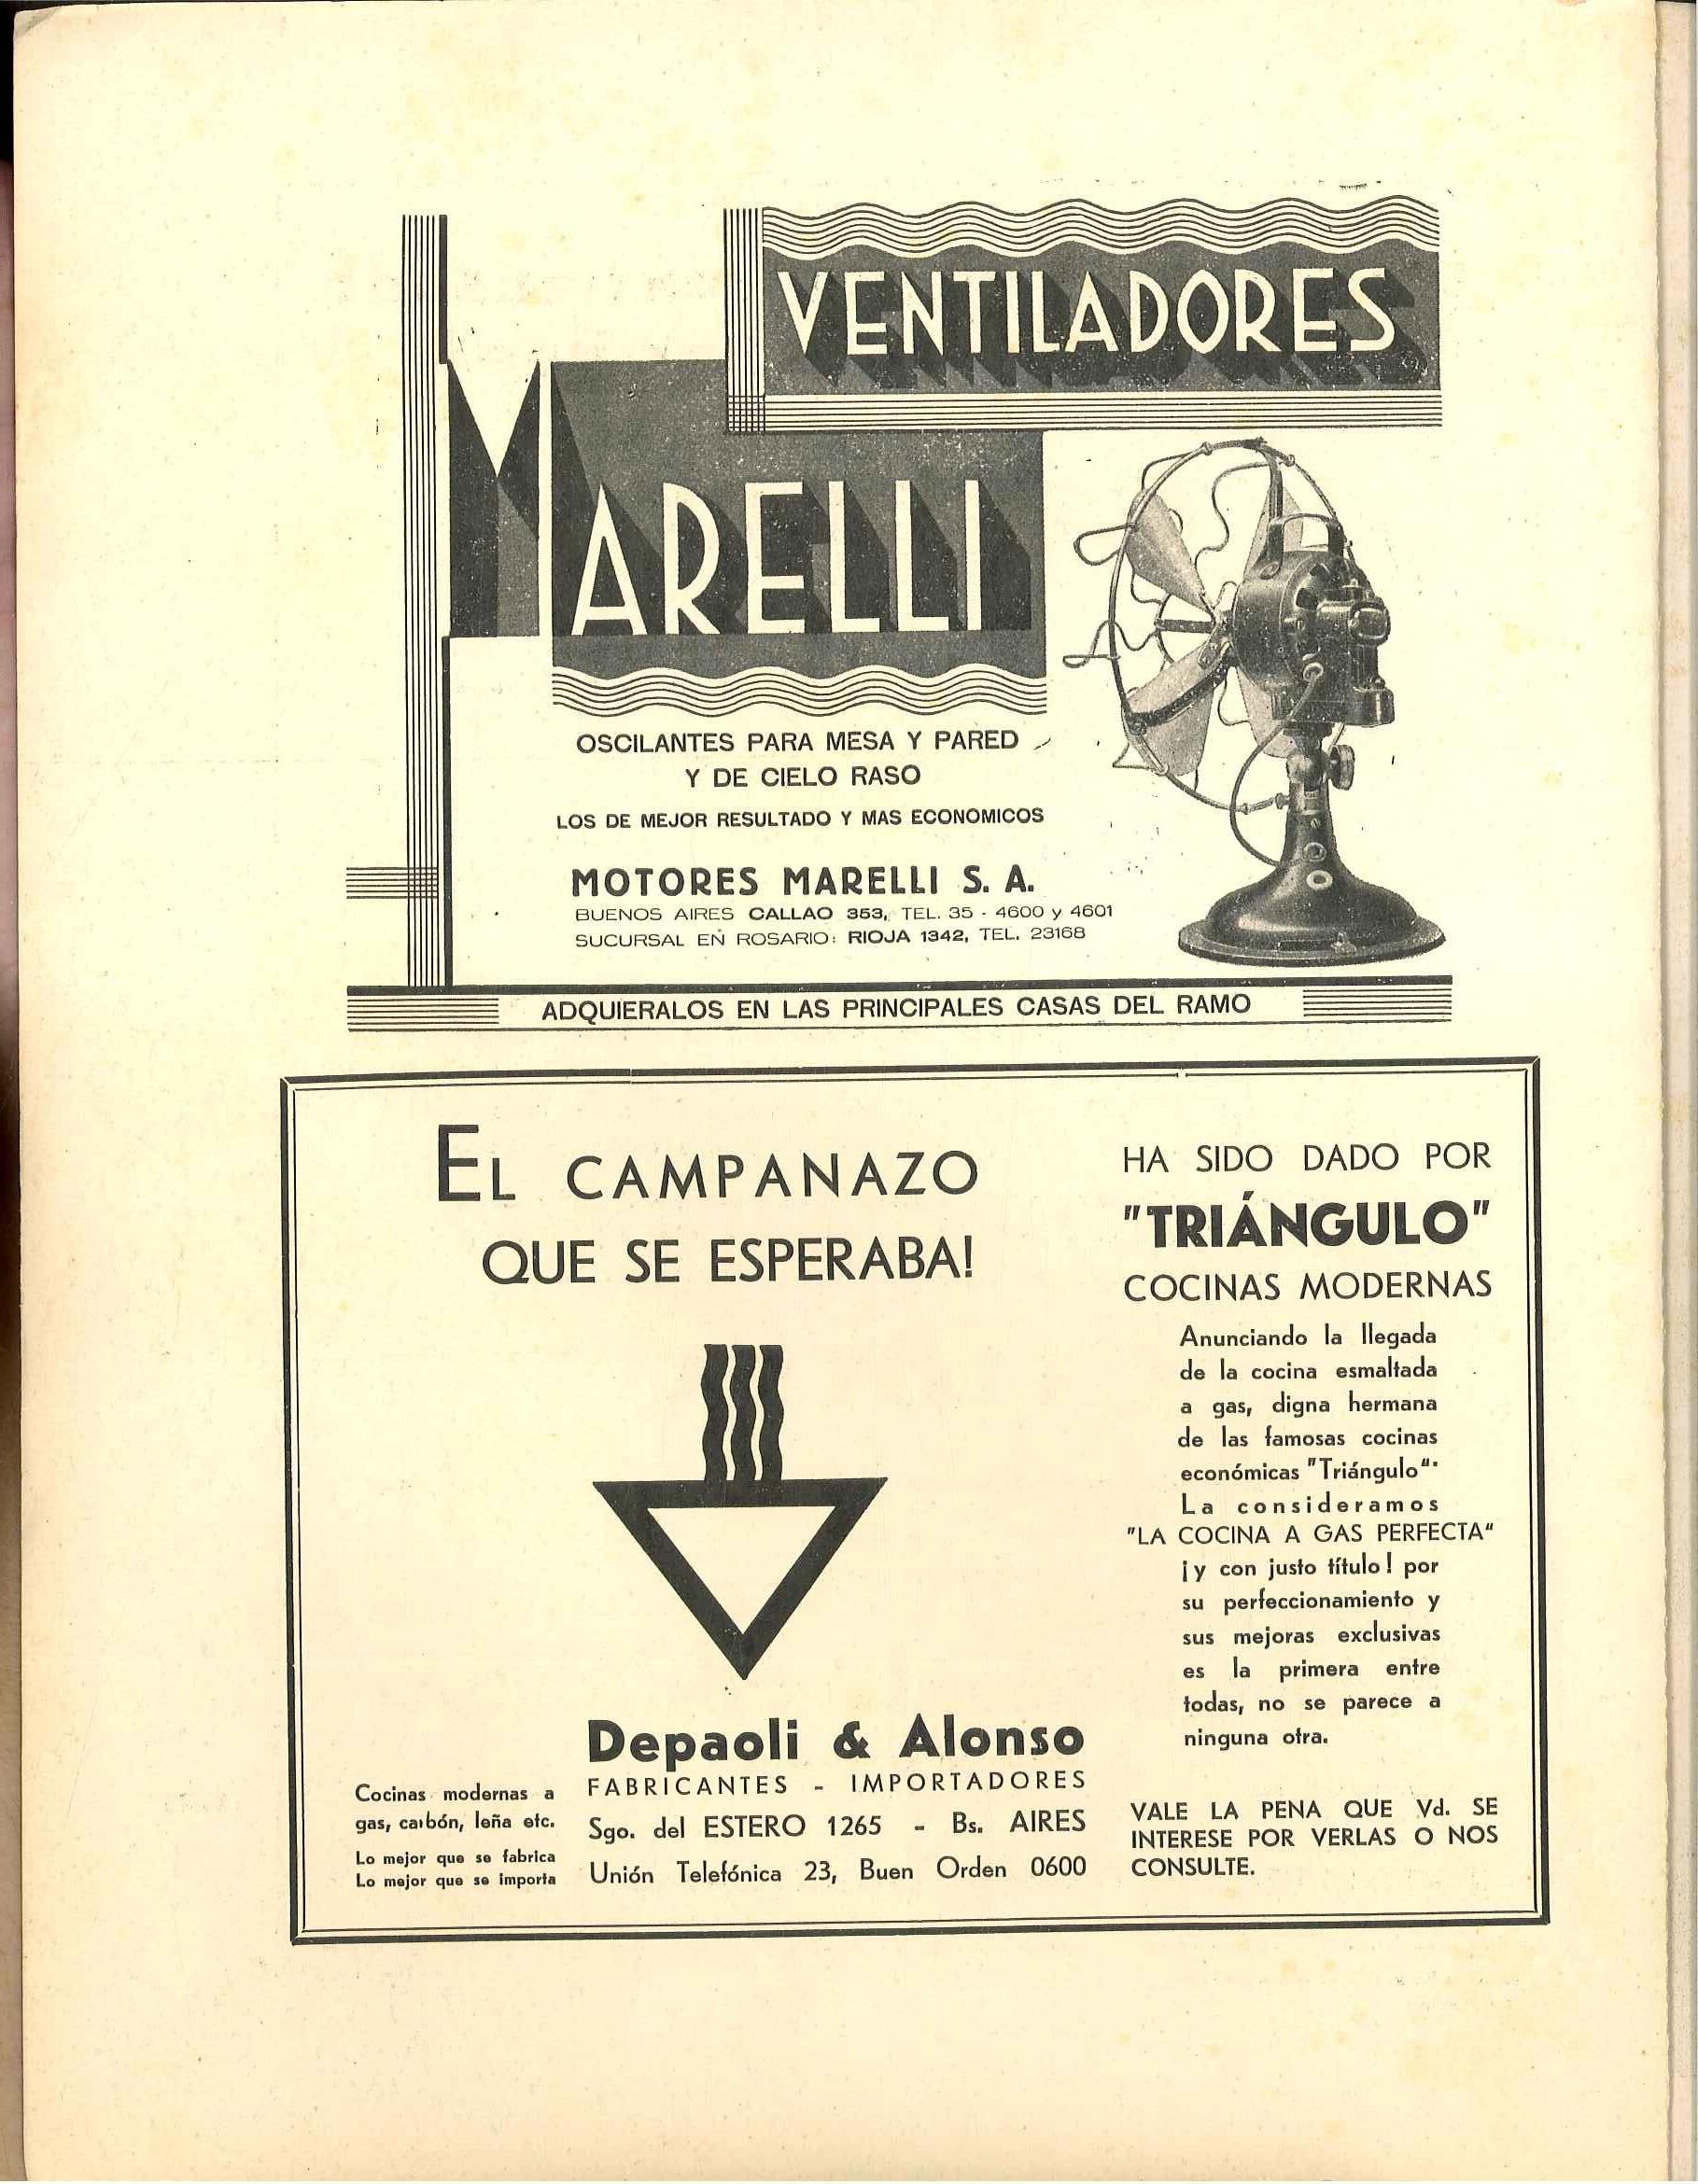 VENTILADORES
MARELLI
OSCILANTES PARA MESA Y PARED
Y DE CIELO RASO
LOS DE MEJOR RESULTADO Y MAS ECONOMICOS
MOTORES MARELLI S. A.
BUENOS AIRES CALLAO 353, TEL. 35 - 4600 y 4601
SUCURSAL EN ROSARIO: RIOJA 1342, TEL. 23168
ADQUIERALOS EN LAS PRINCIPALES CASAS DEL RAMO
EL CAMPANAZO
QUE SE ESPERABA!
HA SIDO DADO POR
"TRIÁNGULO"
COCINAS MODERNAS
Anunciando la llegada
de la cocina esmaltada
a gas, digna hermana
de las famosas cocinas
económicas "Triángulo".
La consideramos
"LA COCINA A GAS PERFECTA"
¡y con justo título! por
su perfeccionamiento y
sus mejoras exclusivas
es la primera entre
todas, no se parece a
ninguna otra.
VALE LA PENA QUE Vd. SE
INTERESE POR VERLAS O NOS
CONSULTE.
Depaoli & Alonso
FABRICANTES - IMPORTADORES
Sgo. del ESTERO 1265 - Bs. AIRES
Unión Telefónica 23, Buen Orden 0600
Cocinas modernas a
gas, carbón, leña etc.
Lo mejor que se fabrica
Lo mejor que se importa